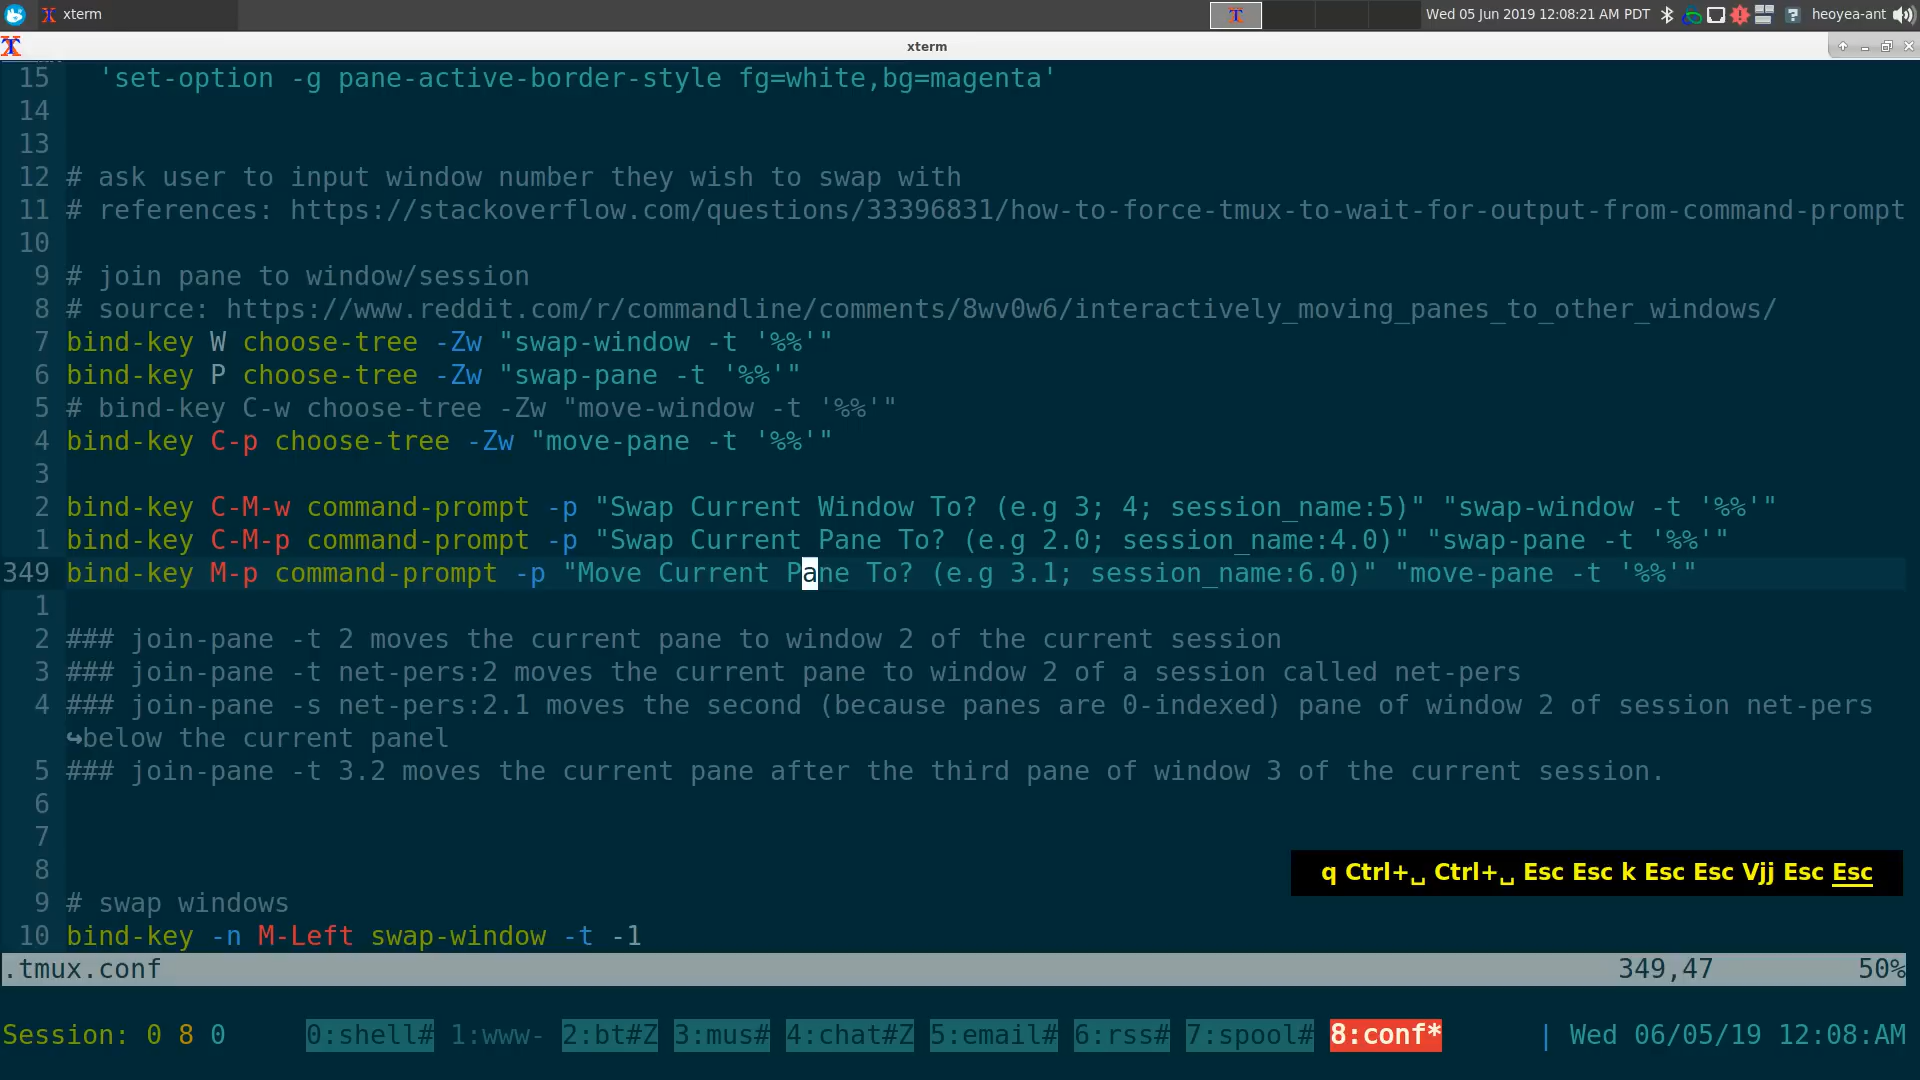 xterm
Wed 05 Jun 2019 12:08:21 AM PDT
heoyea-ant
xterm
15 'set-option -g pane-active-border-style fg=white,bg=magenta'
14
13
12 # ask user to input window number they wish to swap with
11 # references: https://stackoverflow.com/questions/33396831/how-to-force-tmux-to-wait-for-output-from-command-prompt
10
9 # join pane to window/session
8 # source: https://www.reddit.com/r/commandline/comments/8wv0w6/interactively_moving_panes_to_other_windows/
7 bind-key W choose-tree -Zw "swap-window -t '%%'"
6 bind-key P choose-tree -Zw "swap-pane -t '%%'"
5 # bind-key C-w choose-tree -Zw "move-window -t '%%'"
4 bind-key C-p choose-tree -Zw "move-pane -t '%%'"
3
2 bind-key C-M-w command-prompt -p "Swap Current Window To? (e.g 3; 4; session_name:5)" "swap-window -t '%%'"
1 bind-key C-M-p command-prompt -p "Swap Current Pane To? (e.g 2.0; session_name:4.0)" "swap-pane -t '%%'"
349 bind-key M-p command-prompt -p "Move Current Pane To? (e.g 3.1; session_name:6.0)" "move-pane -t '%%'"
1
2 ### join-pane -t 2 moves the current pane to window 2 of the current session
3 ### join-pane -t net-pers:2 moves the current pane to window 2 of a session called net-pers
4 ### join-pane -s net-pers:2.1 moves the second (because panes are 0-indexed) pane of window 2 of session net-pers
↪below the current panel
5 ### join-pane -t 3.2 moves the current pane after the third pane of window 3 of the current session.
6
7
8
q Ctrl+␣ Ctrl+␣ Esc Esc k Esc Esc Vjj Esc Esc
9 # swap windows
10 bind-key -n M-Left swap-window -t -1
.tmux.conf 349,47 50%
Session: 0 8 0 0:shell# 1:www- 2:bt#Z 3:mus# 4:chat#Z 5:email# 6:rss# 7:spool# 8:conf* | Wed 06/05/19 12:08:AM